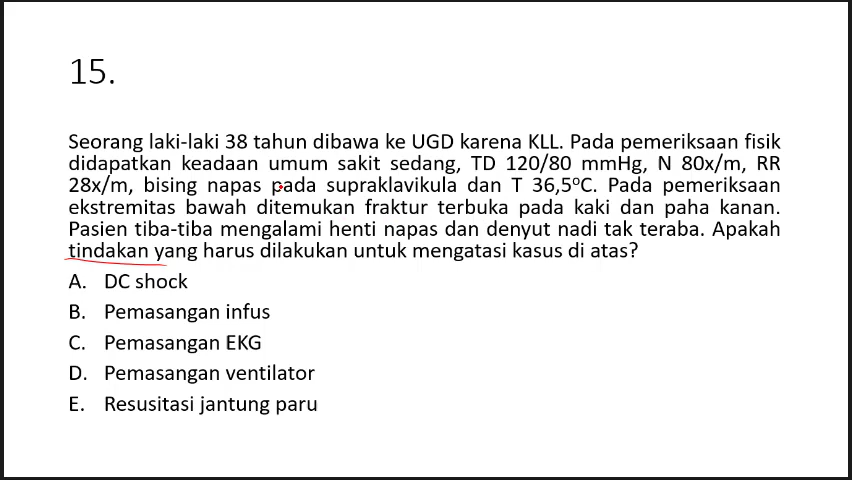 15.
Seorang laki-laki 38 tahun dibawa ke UGD karena KLL. Pada pemeriksaan fisik
didapatkan keadaan umum sakit sedang, TD 120/80 mmHg, N 80x/m, RR
28x/m, bising napas pada supraklavikula dan T 36,5°C. Pada pemeriksaan
ekstremitas bawah ditemukan fraktur terbuka pada kaki dan paha kanan.
Pasien tiba-tiba mengalami henti napas dan denyut nadi tak teraba. Apakah
tindakan yang harus dilakukan untuk mengatasi kasus di atas?
A. DC shock
B. Pemasangan infus
C. Pemasangan EKG
D. Pemasangan ventilator
E. Resusitasi jantung paru